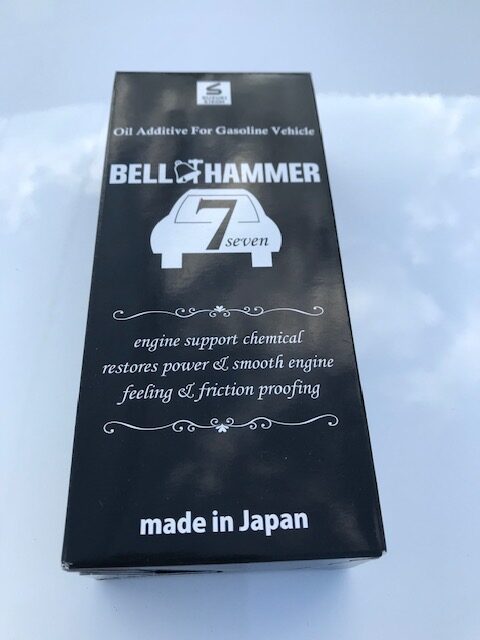 Oil Additive For Gasoline Vehicle
BELL HAMMER
7
seven
engine support chemical
restores power & smooth engine
feeling & friction proofing
made in Japan